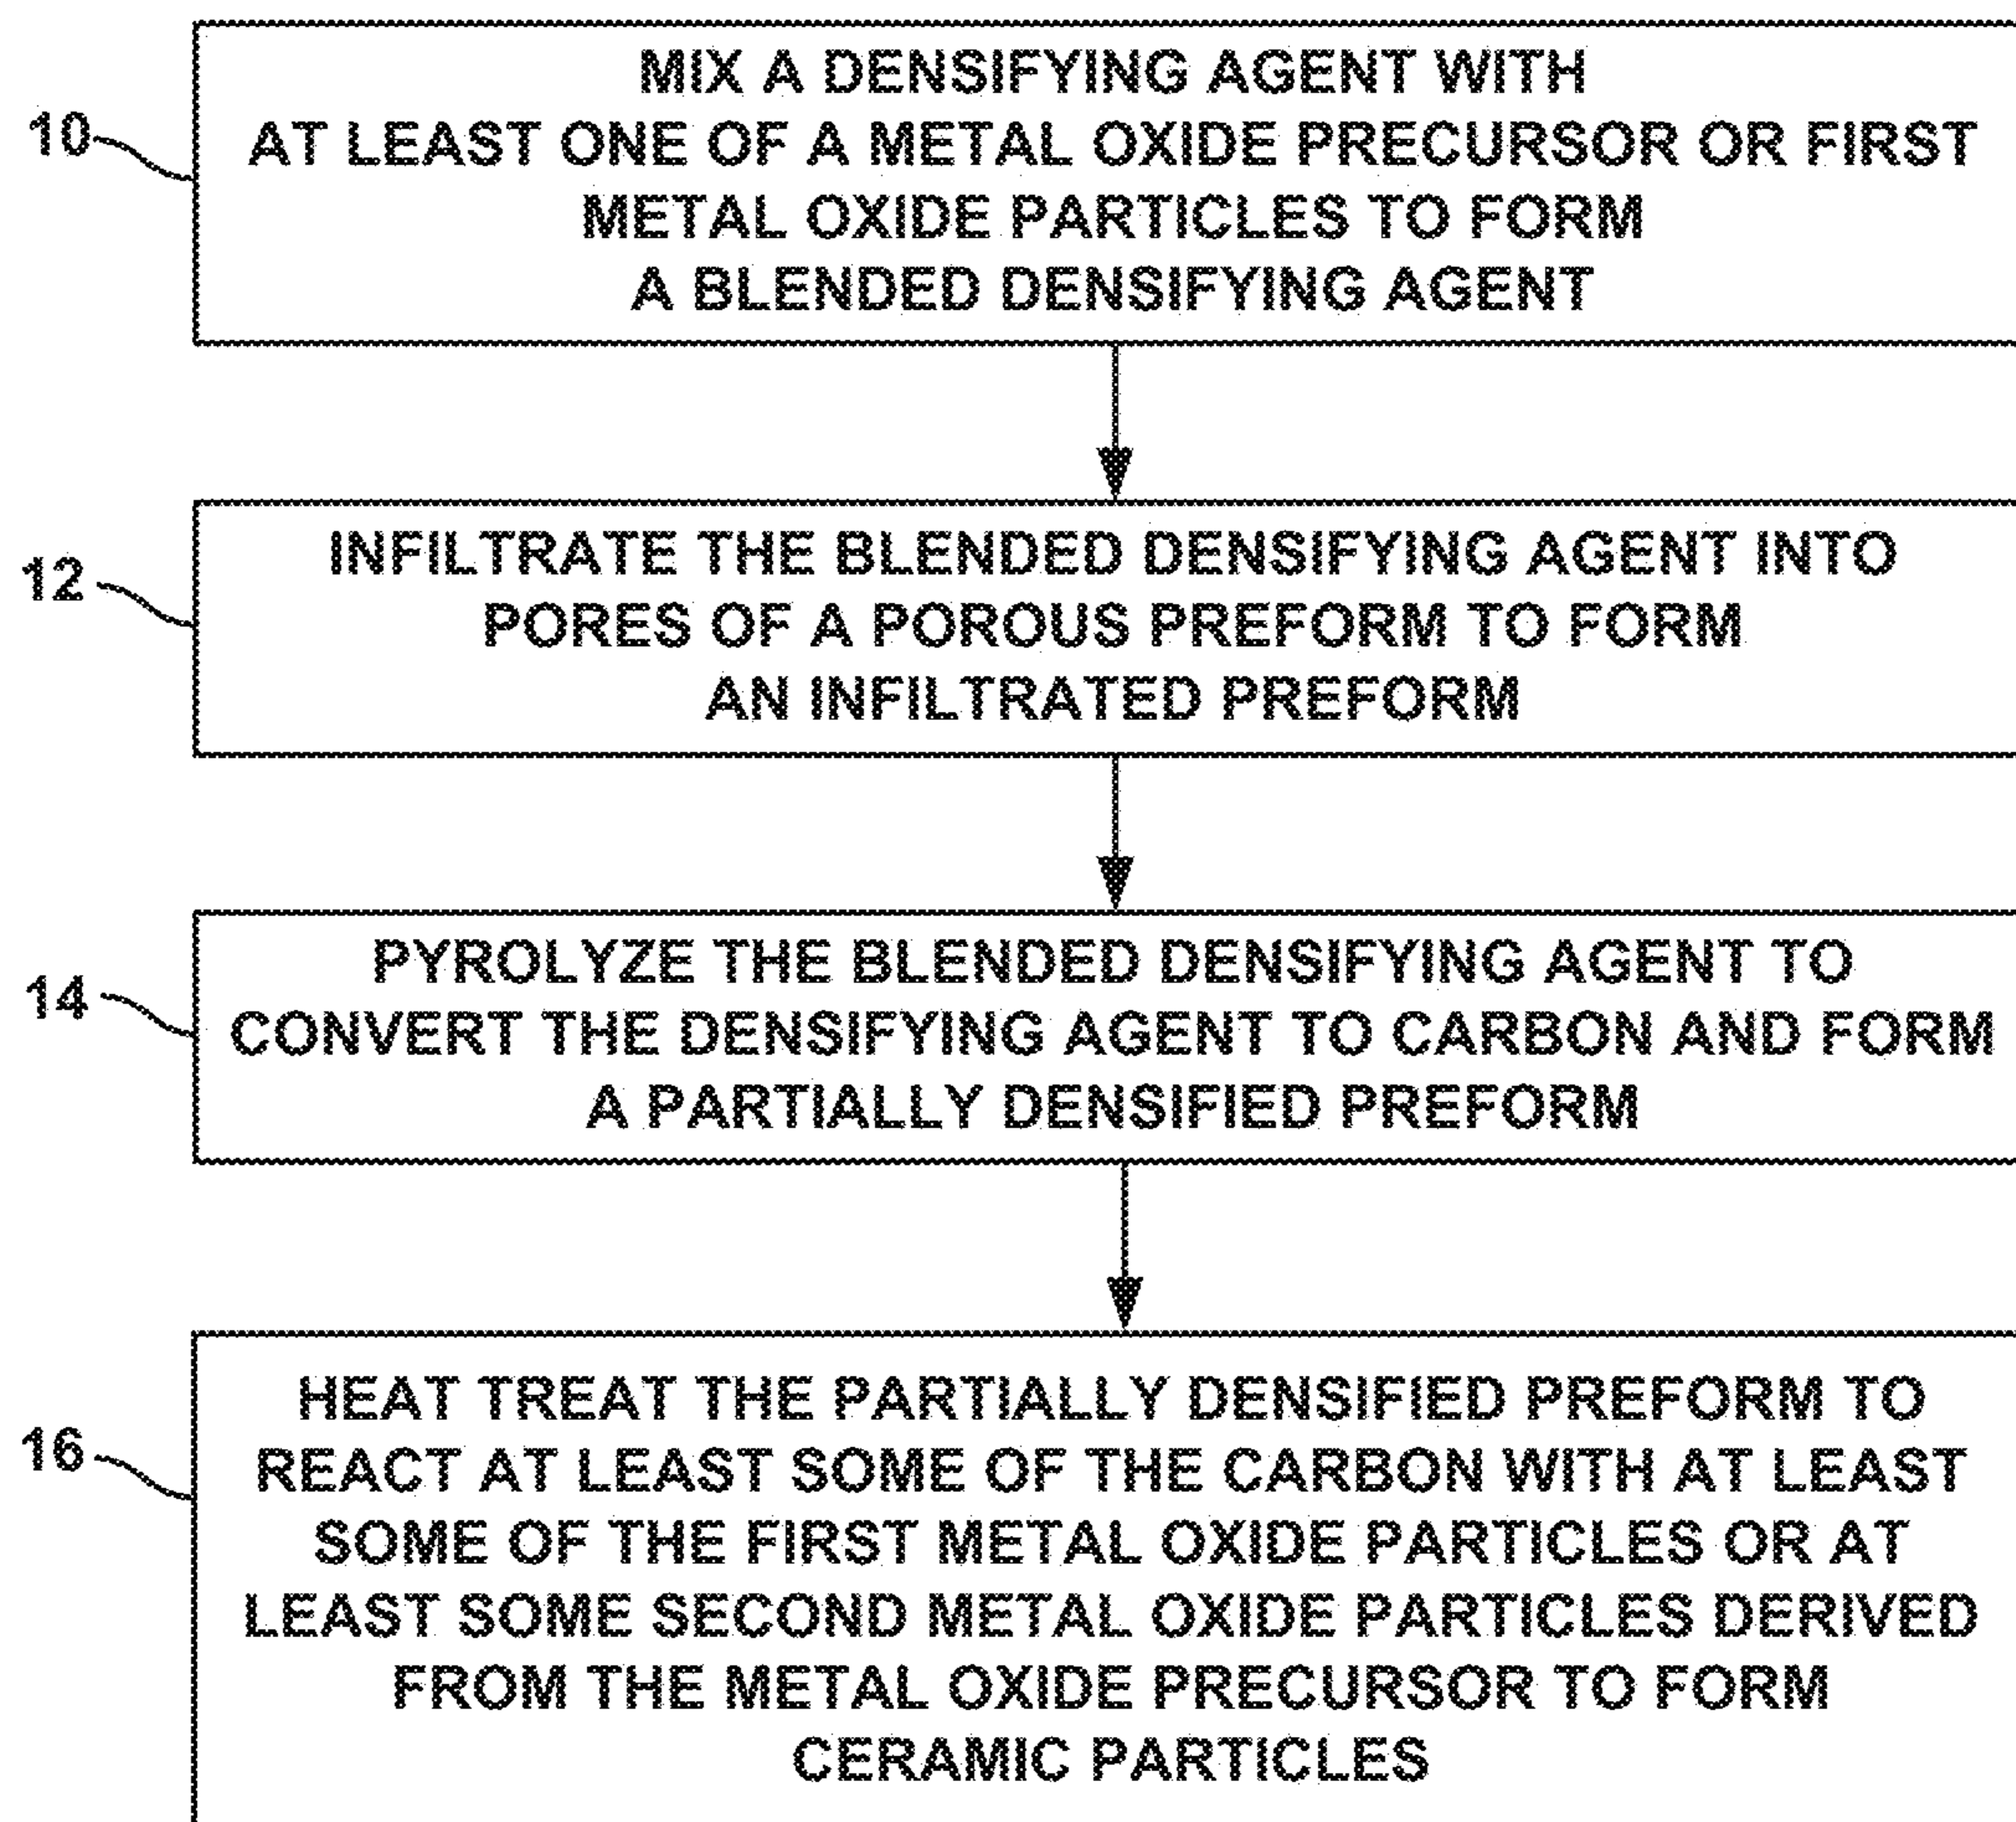 10
MIX A DENSIFYING AGENT WITH
AT LEAST ONE OF A METAL OXIDE PRECURSOR OR FIRST
METAL OXIDE PARTICLES TO FORM
A BLENDED DENSIFYING AGENT
12
INFILTRATE THE BLENDED DENSIFYING AGENT INTO
PORES OF A POROUS PREFORM TO FORM
AN INFILTRATED PREFORM
14
PYROLYZE THE BLENDED DENSIFYING AGENT TO
CONVERT THE DENSIFYING AGENT TO CARBON AND FORM
A PARTIALLY DENSIFIED PREFORM
16
HEAT TREAT THE PARTIALLY DENSIFIED PREFORM TO
REACT AT LEAST SOME OF THE CARBON WITH AT LEAST
SOME OF THE FIRST METAL OXIDE PARTICLES OR AT
LEAST SOME SECOND METAL OXIDE PARTICLES DERIVED
FROM THE METAL OXIDE PRECURSOR TO FORM
CERAMIC PARTICLES